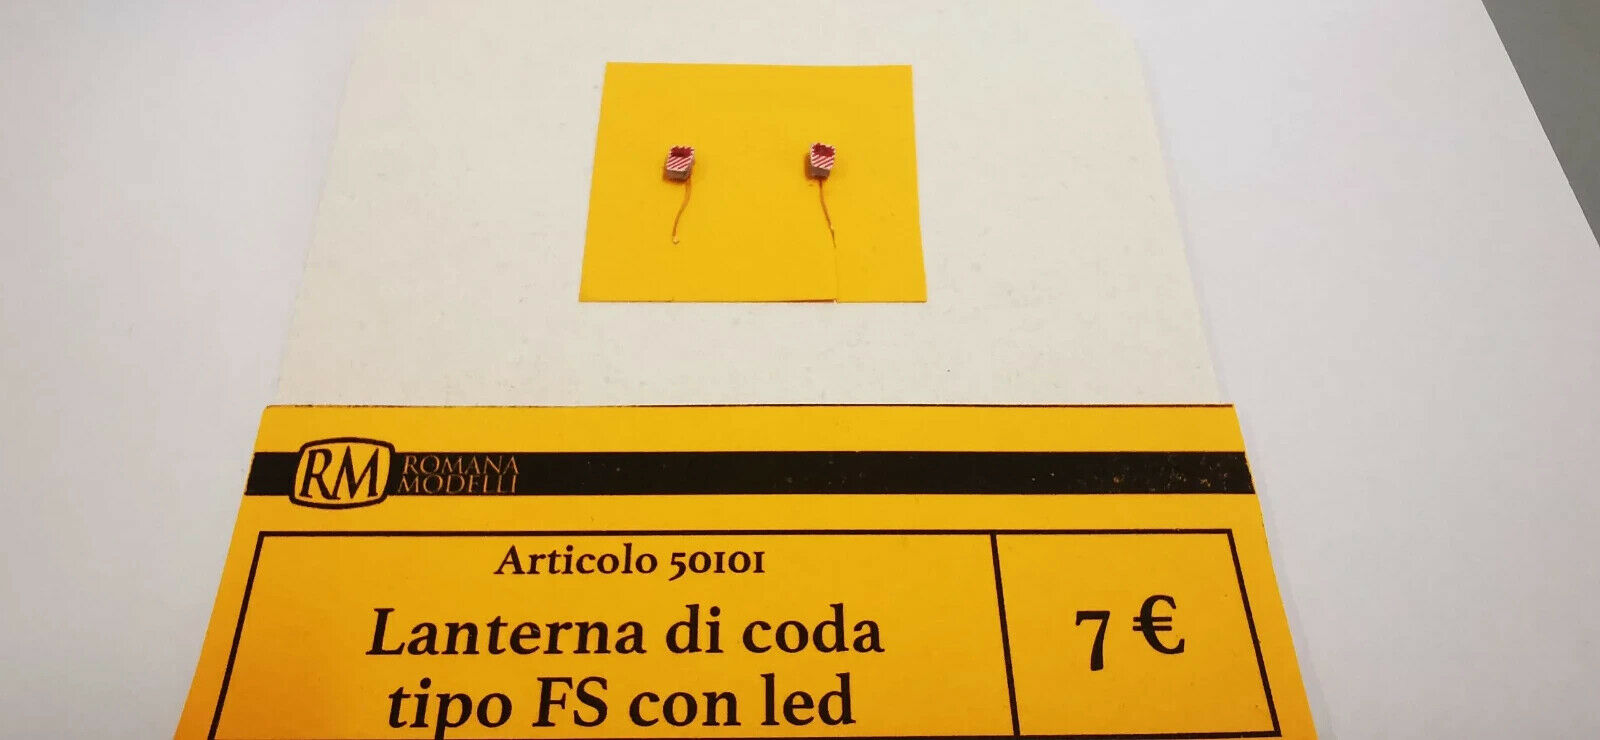 RM ROMANA
MODELLI
Articolo 50101
Lanterna di coda
tipo FS con led
7 €